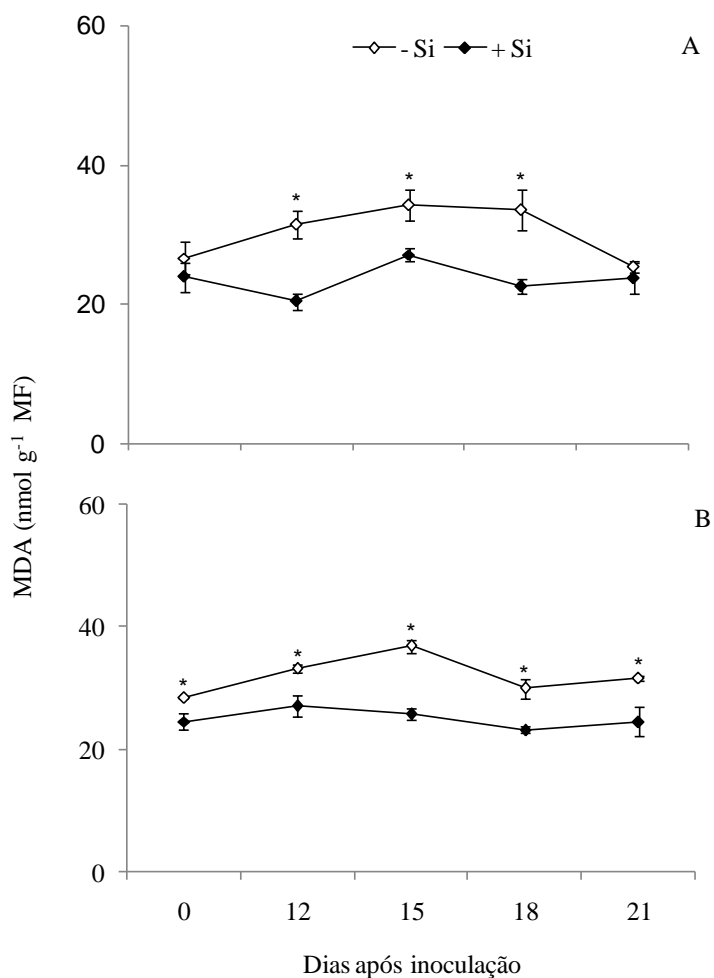 60
- Si + Si
A
* * *
40
20
0
MDA (nmol g⁻¹ MF)
60
B
* * * * *
40
20
0
0 12 15 18 21
Dias após inoculação